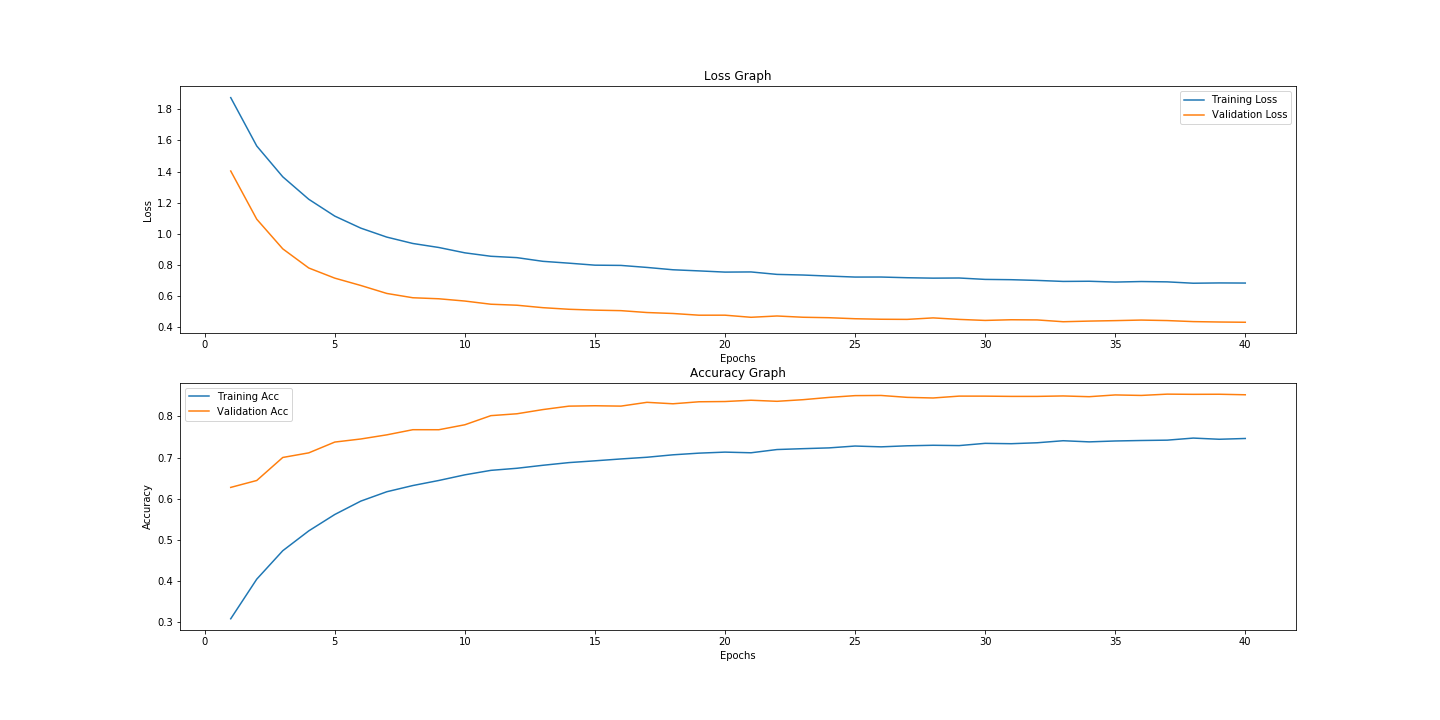 Loss Graph
1.8
1.6
1.4
1.2
1.0
0.8
0.6
0.4
Loss
Training Loss
Validation Loss
0 5 10 15 20 25 30 35 40
Epochs
Accuracy Graph
Training Acc
Validation Acc
0.8
0.7
0.6
0.5
0.4
0.3
Accuracy
0 5 10 15 20 25 30 35 40
Epochs